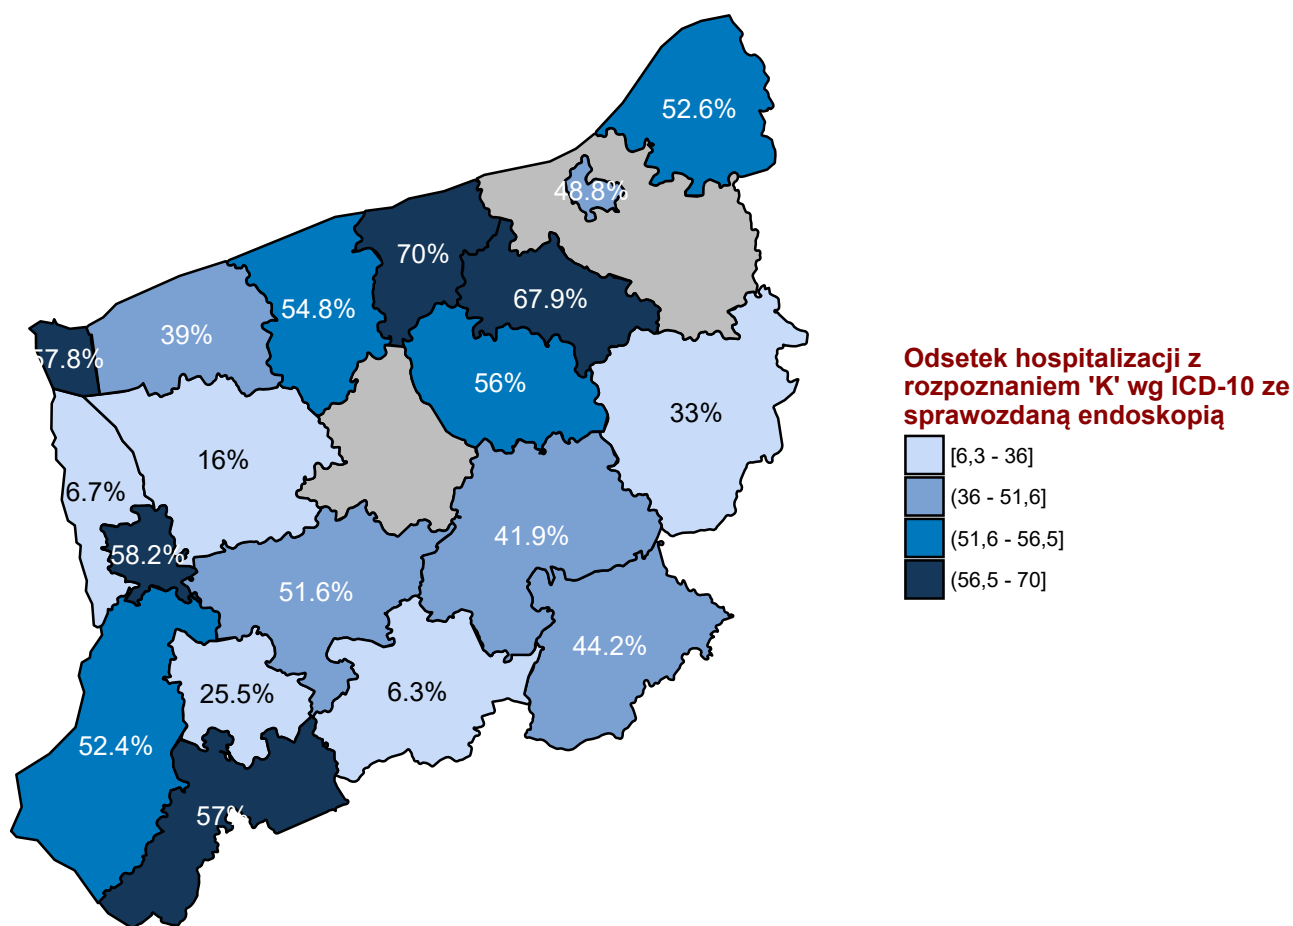 52.6%
48.8%
70%
67.9%
54.8%
39%
57.8%
56%
33%
16%
6.7%
58.2%
41.9%
51.6%
44.2%
25.5%
6.3%
52.4%
57%
Odsetek hospitalizacji z
rozpoznaniem 'K' wg ICD-10 ze
sprawozdaną endoskopią
[6,3 - 36]
(36 - 51,6]
(51,6 - 56,5]
(56,5 - 70]